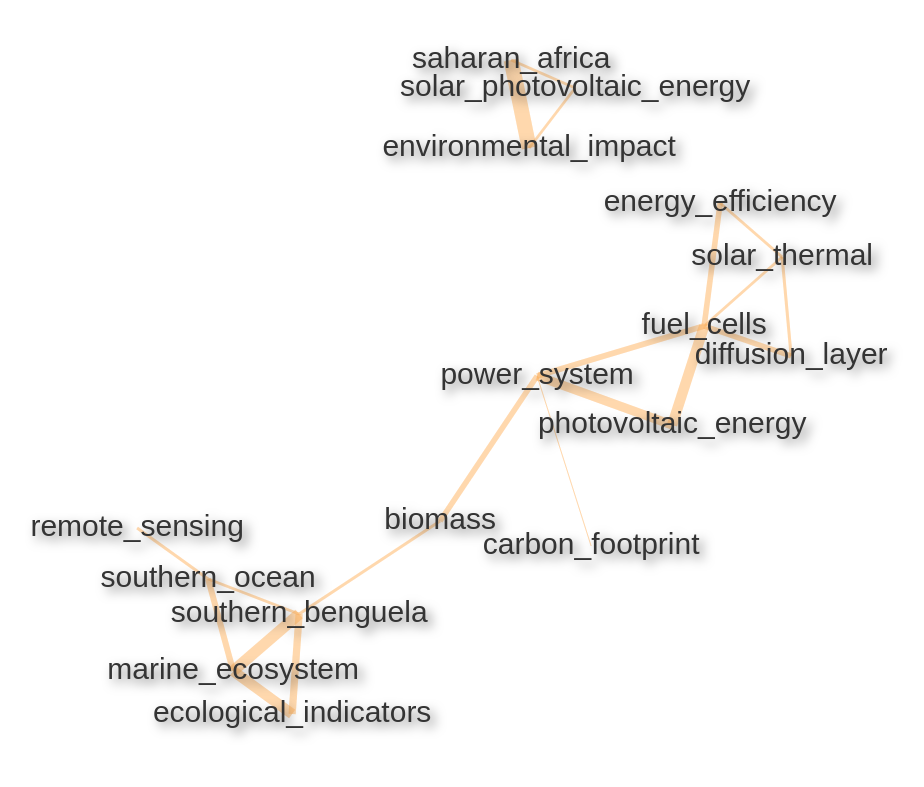 saharan_africa
solar_photovoltaic_energy
environmental_impact
energy_efficiency
solar_thermal
fuel_cells
diffusion_layer
power_system
photovoltaic_energy
biomass
remote_sensing
carbon_footprint
southern_ocean
southern_benguela
marine_ecosystem
ecological_indicators